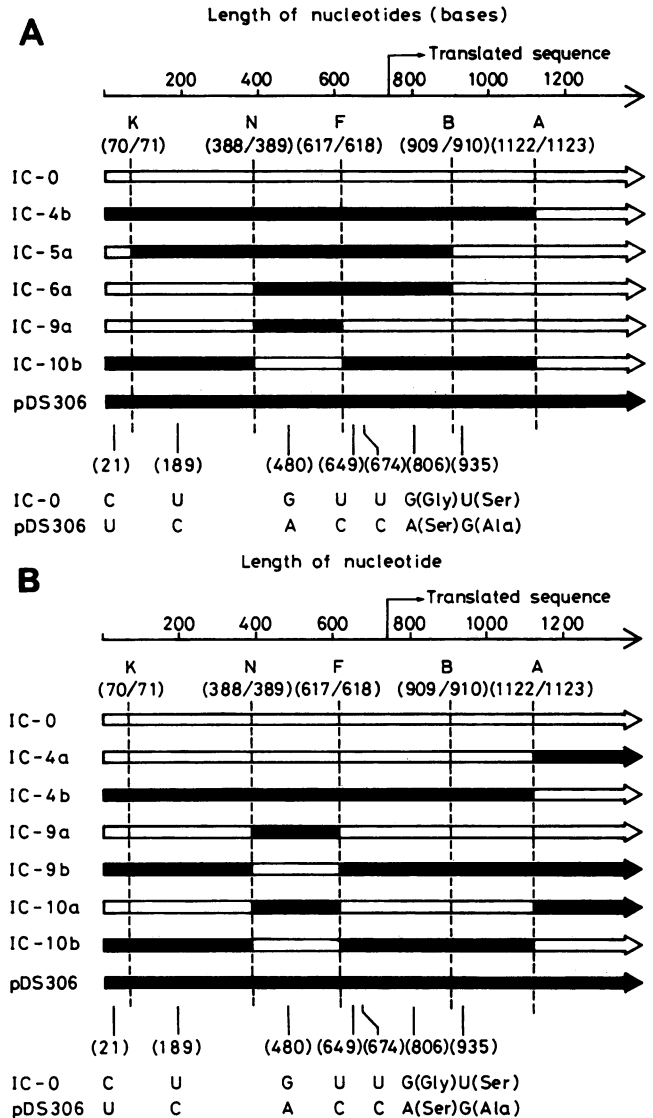 A
Length of nucleotides (bases)
Translated sequence
200 400 600 800 1000 1200
K N F B A
(70/71) (388/389)(617/618) (909/910)(1122/1123)
IC-0
IC-4b
IC-5a
IC-6a
IC-9a
IC-10b
pDS306
(21) (189) (480) (649)(674)(806)(935)
IC-0 C U G U U G(Gly)U(Ser)
pDS306 U C A C C A(Ser)G(Ala)
B
Length of nucleotide
Translated sequence
200 400 600 800 1000 1200
K N F B A
(70/71) (388/389)(617/618) (909/910)(1122/1123)
IC-0
IC-4a
IC-4b
IC-9a
IC-9b
IC-10a
IC-10b
pDS306
(21) (189) (480) (649)(674)(806)(935)
IC-0 C U G U U G(Gly)U(Ser)
pDS306 U C A C C A(Ser)G(Ala)